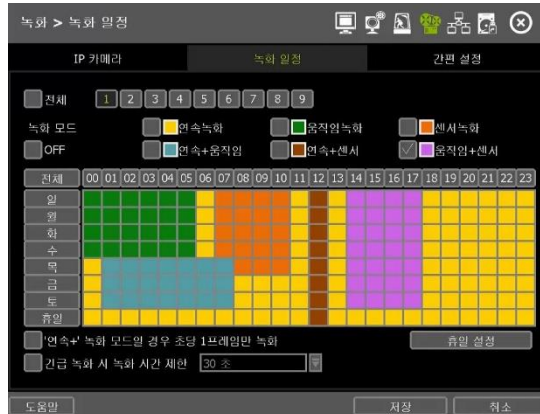 녹화 > 녹화 일정
IP 카메라 녹화 일정 간편 설정
전체 1 2 3 4 5 6 7 8 9
녹화 모드 연속녹화 움직임녹화 센서녹화
OFF 연속+움직임 연속+센서 움직임+센서
전체 00 01 02 03 04 05 06 07 08 09 10 11 12 13 14 15 16 17 18 19 20 21 22 23
일
월
화
수
목
금
토
휴일
'연속+' 녹화 모드일 경우 초당 1프레임만 녹화 휴일 설정
긴급 녹화 시 녹화 시간 제한 30 초
도움말 저장 취소